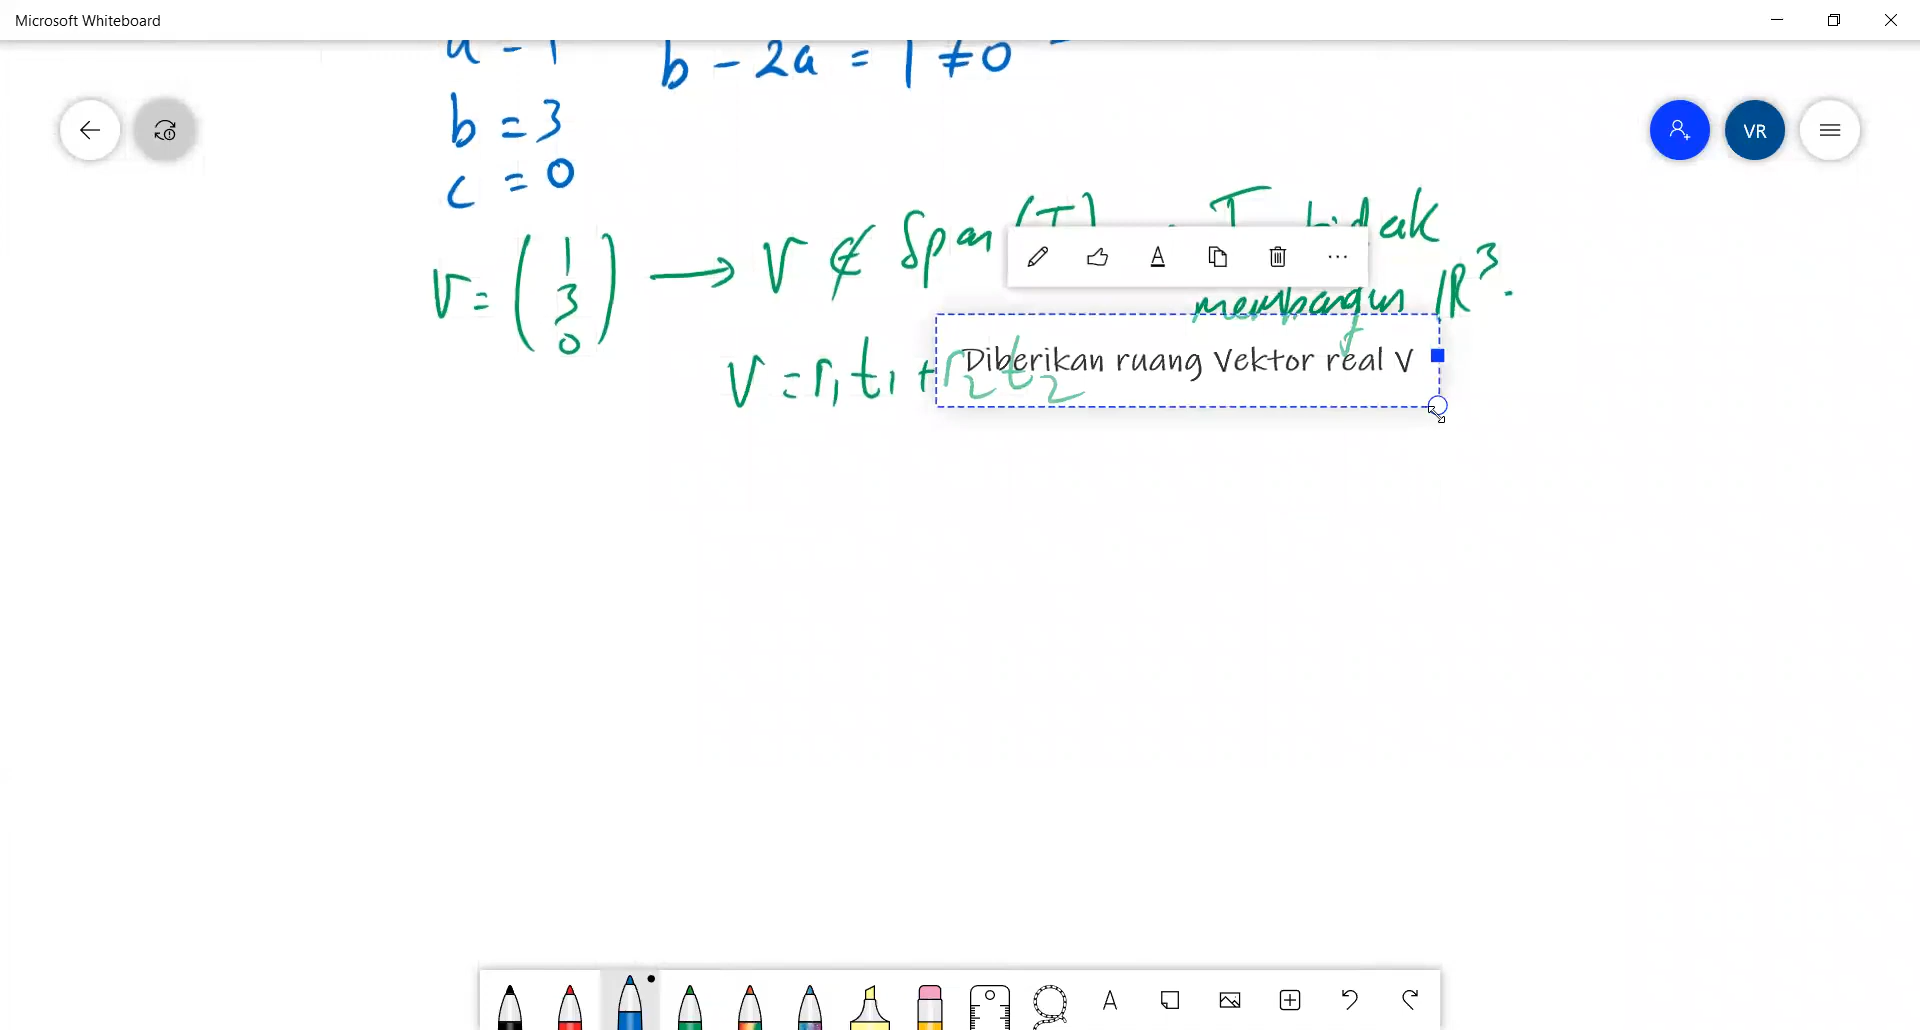 Microsoft Whiteboard
b - 2a = 1 ≠ 0
b = 3
c = 0
VR
V = (1 3 0) → V ∉ Span (T) T tidak
membangun ℝ³.
V = r₁t₁ + r₂t₂
Diberikan ruang Vektor real V